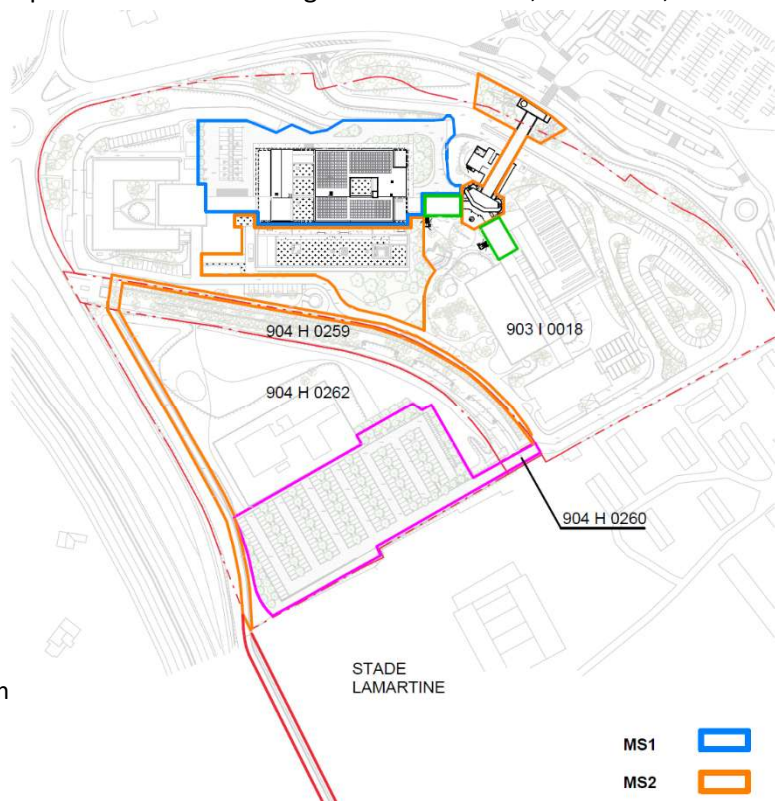 904 H 0259
903 I 0018
904 H 0262
904 H 0260
STADE
LAMARTINE
MS1
MS2